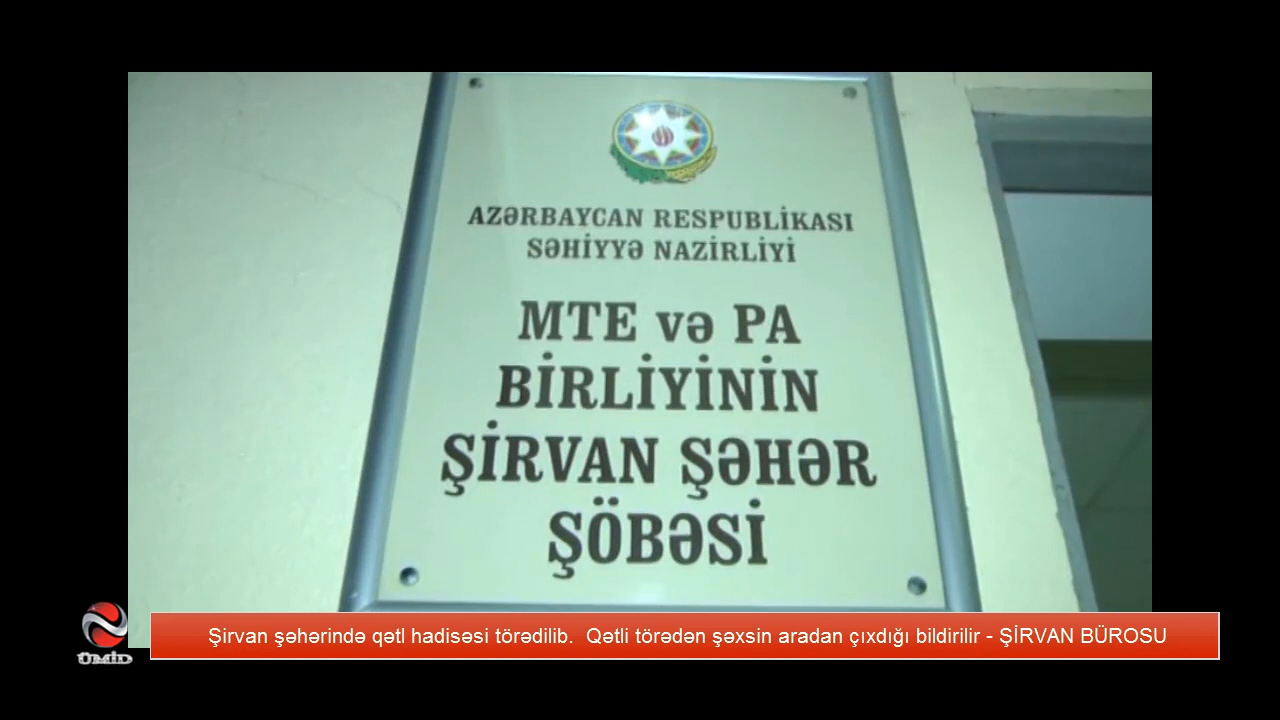 AZƏRBAYCAN RESPUBLİKASI
SƏHİYYƏ NAZİRLİYİ
MTE və PA
BİRLİYİNİN
ŞİRVAN ŞƏHƏR
ŞÖBƏSİ
Şirvan şəhərində qətl hadisəsi törədilib. Qətli törədən şəxsin aradan çıxdığı bildirilir - ŞİRVAN BÜROSU
ÜMİD